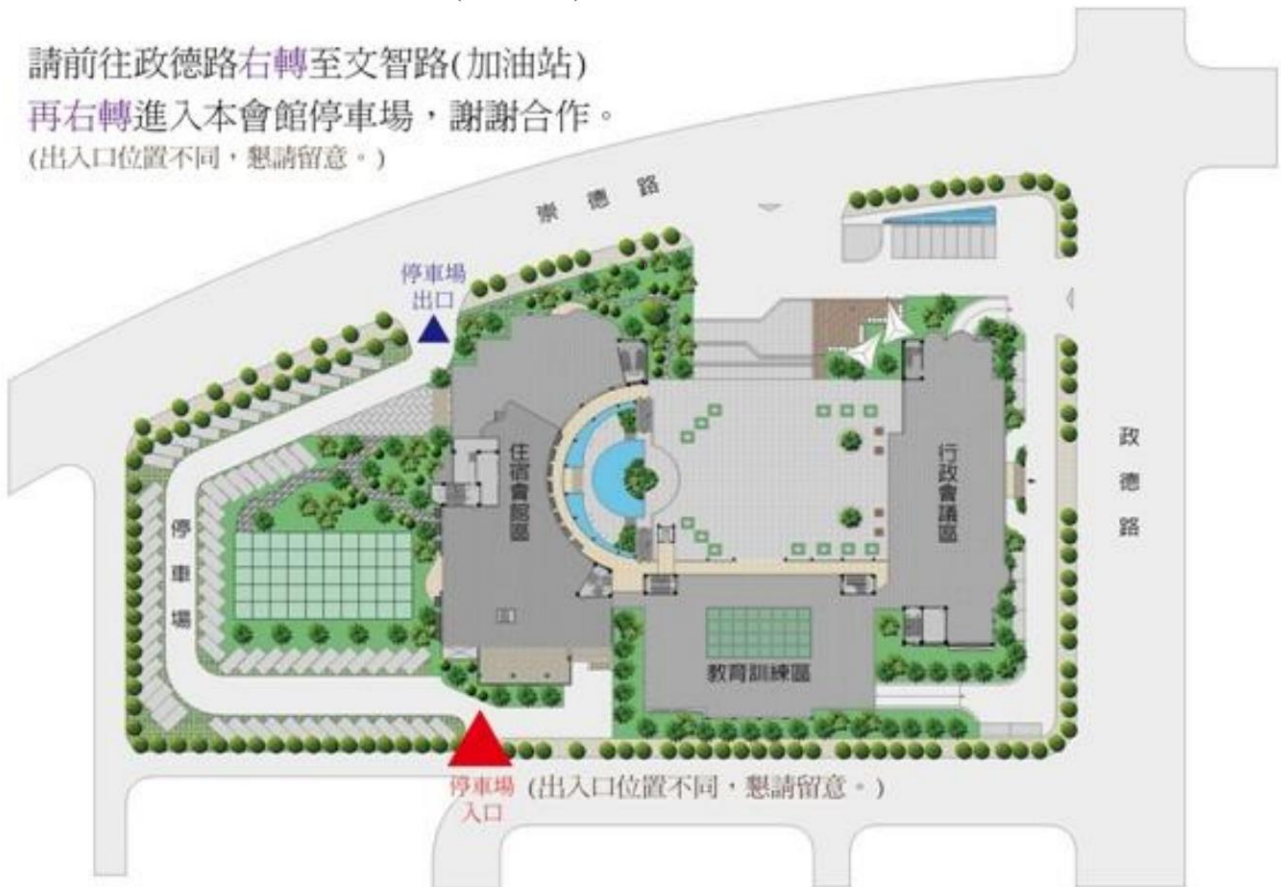 請前往政德路右轉至文智路(加油站)
再右轉進入本會館停車場，謝謝合作。
(出入口位置不同，懇請留意。)
崇德路
停車場
出口
住宿會館區
行政會議區
政德路
停車場
教育訓練區
停車場 (出入口位置不同，懇請留意。)
入口